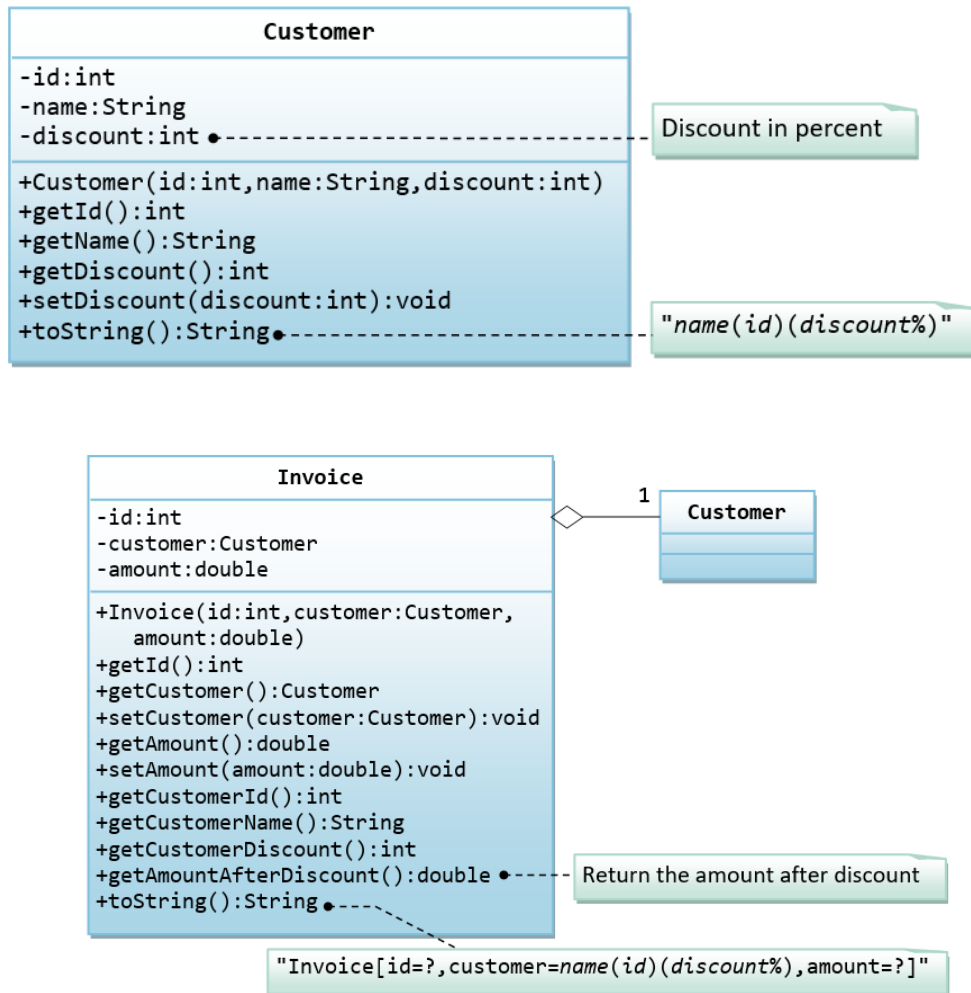 Customer
-id:int
-name:String
-discount:int
Discount in percent
+Customer(id:int,name:String,discount:int)
+getId():int
+getName():String
+getDiscount():int
+setDiscount(discount:int):void
+toString():String
"name(id)(discount%)"
Invoice
-id:int
-customer:Customer
-amount:double
1
Customer
+Invoice(id:int,customer:Customer,
amount:double)
+getId():int
+getCustomer():Customer
+setCustomer(customer:Customer):void
+getAmount():double
+setAmount(amount:double):void
+getCustomerId():int
+getCustomerName():String
+getCustomerDiscount():int
+getAmountAfterDiscount():double
Return the amount after discount
+toString():String
"Invoice[id=?,customer=name(id)(discount%),amount=?]"